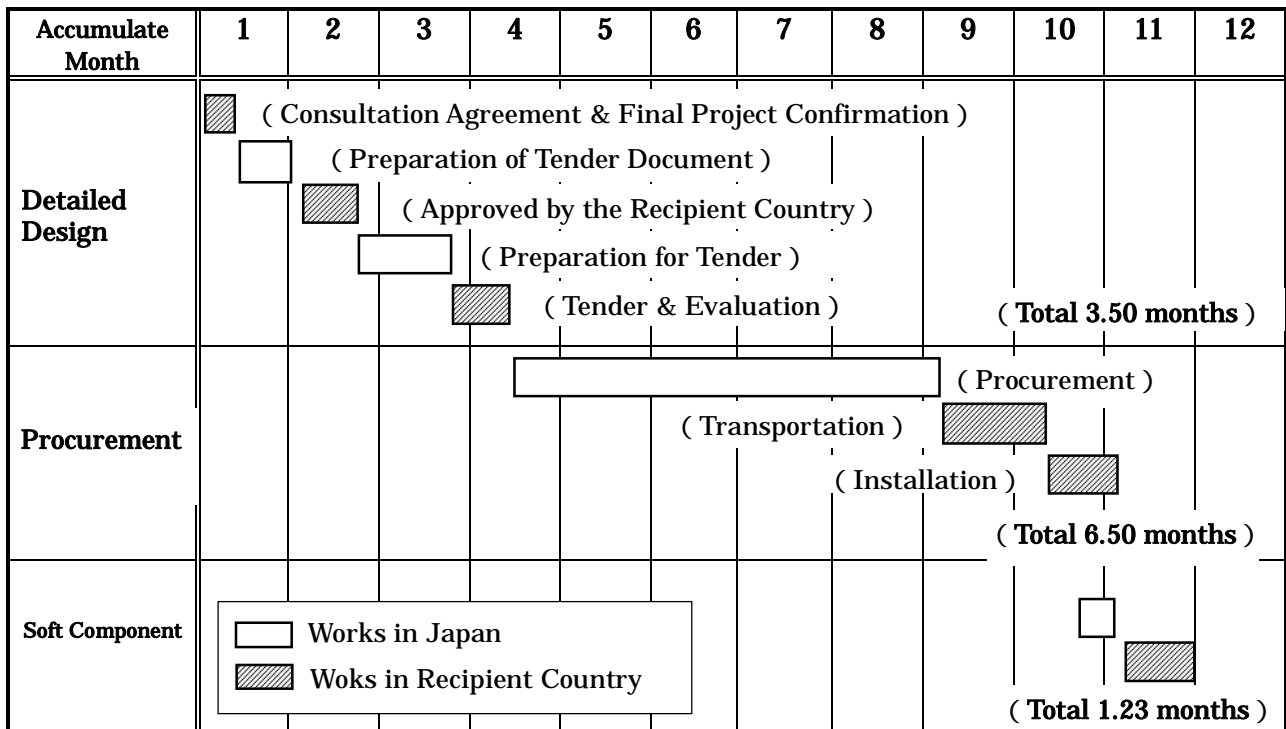 Accumulate Month 1 2 3 4 5 6 7 8 9 10 11 12
( Consultation Agreement & Final Project Confirmation )
( Preparation of Tender Document )
Detailed Design
( Approved by the Recipient Country )
( Preparation for Tender )
( Tender & Evaluation )
( Total 3.50 months )
( Procurement )
Procurement
( Transportation )
( Installation )
( Total 6.50 months )
Soft Component
Works in Japan
Woks in Recipient Country
( Total 1.23 months )